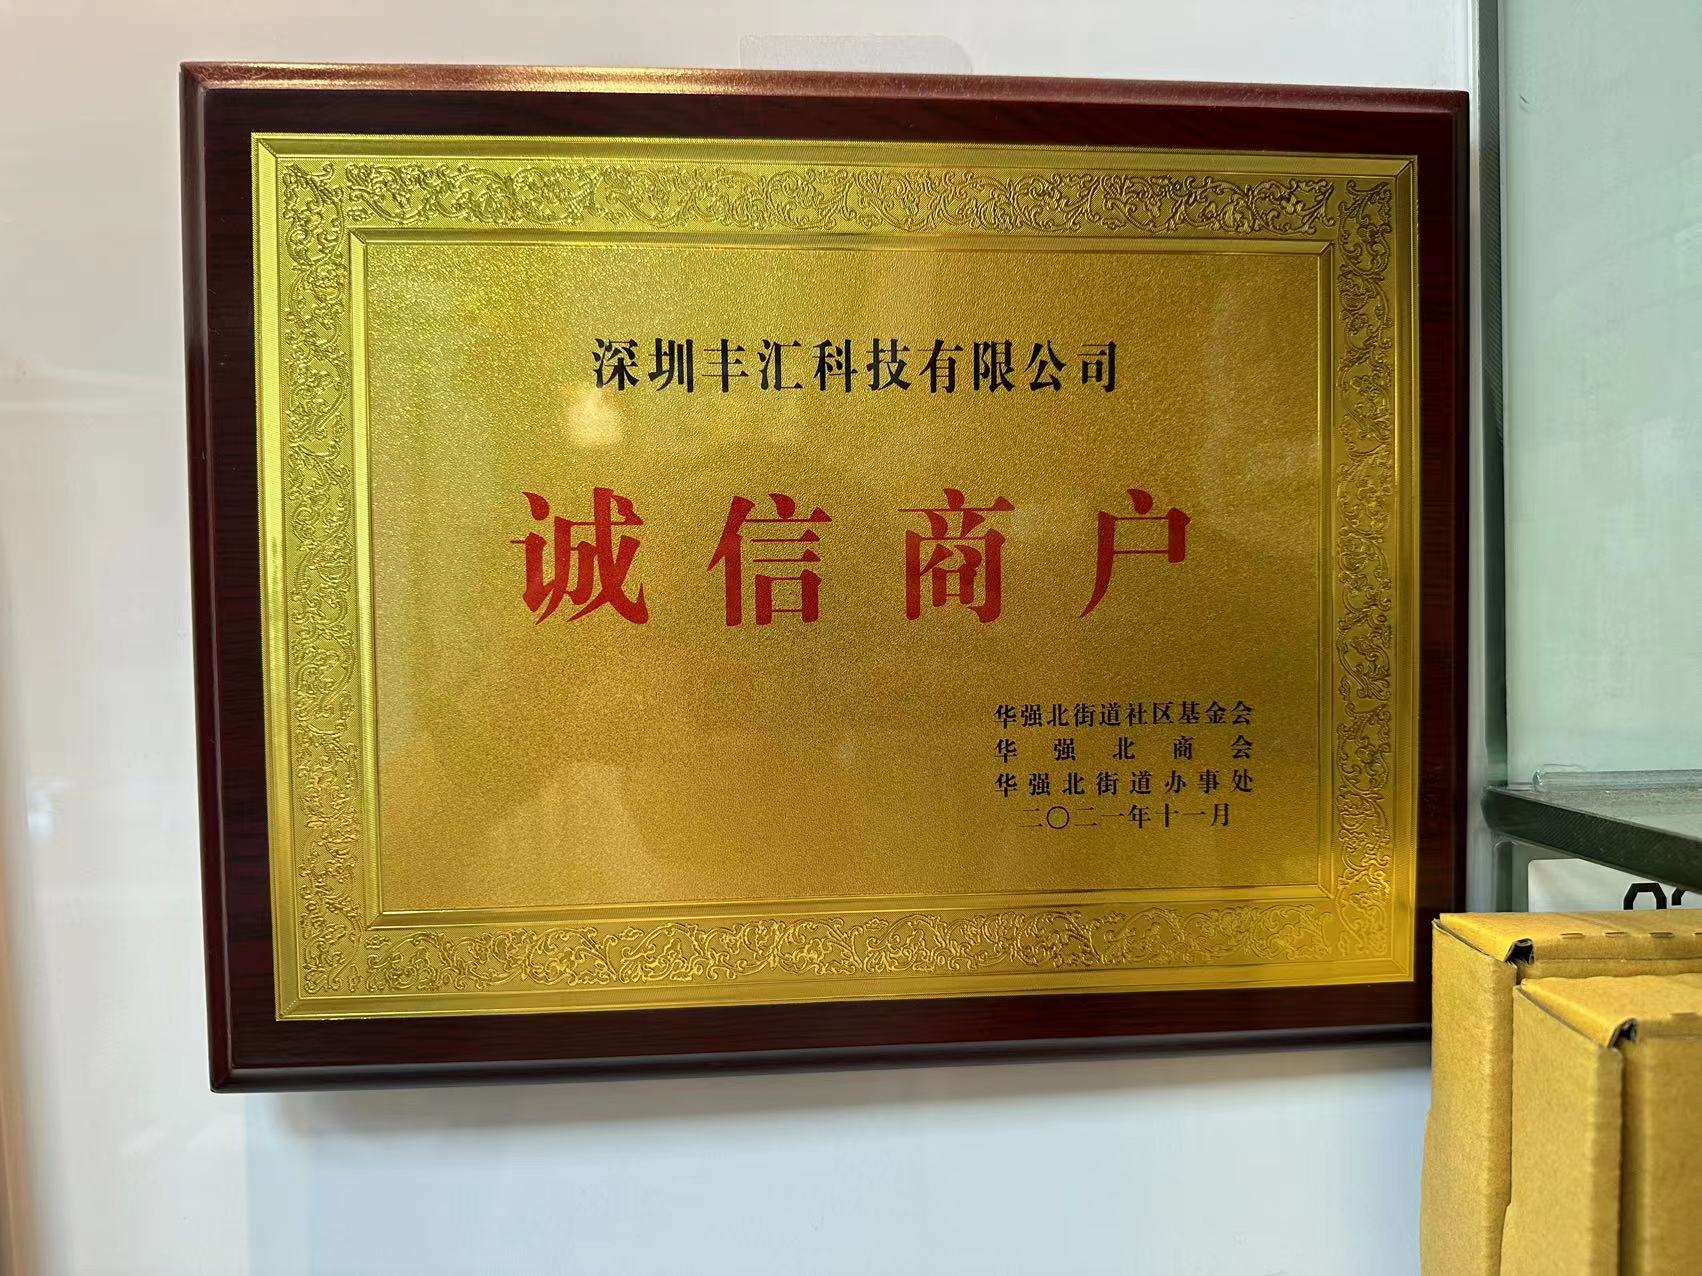 深圳丰汇科技有限公司
诚信商户
华强北街道社区基金会
华强北商会
华强北街道办事处
二〇二一年十一月